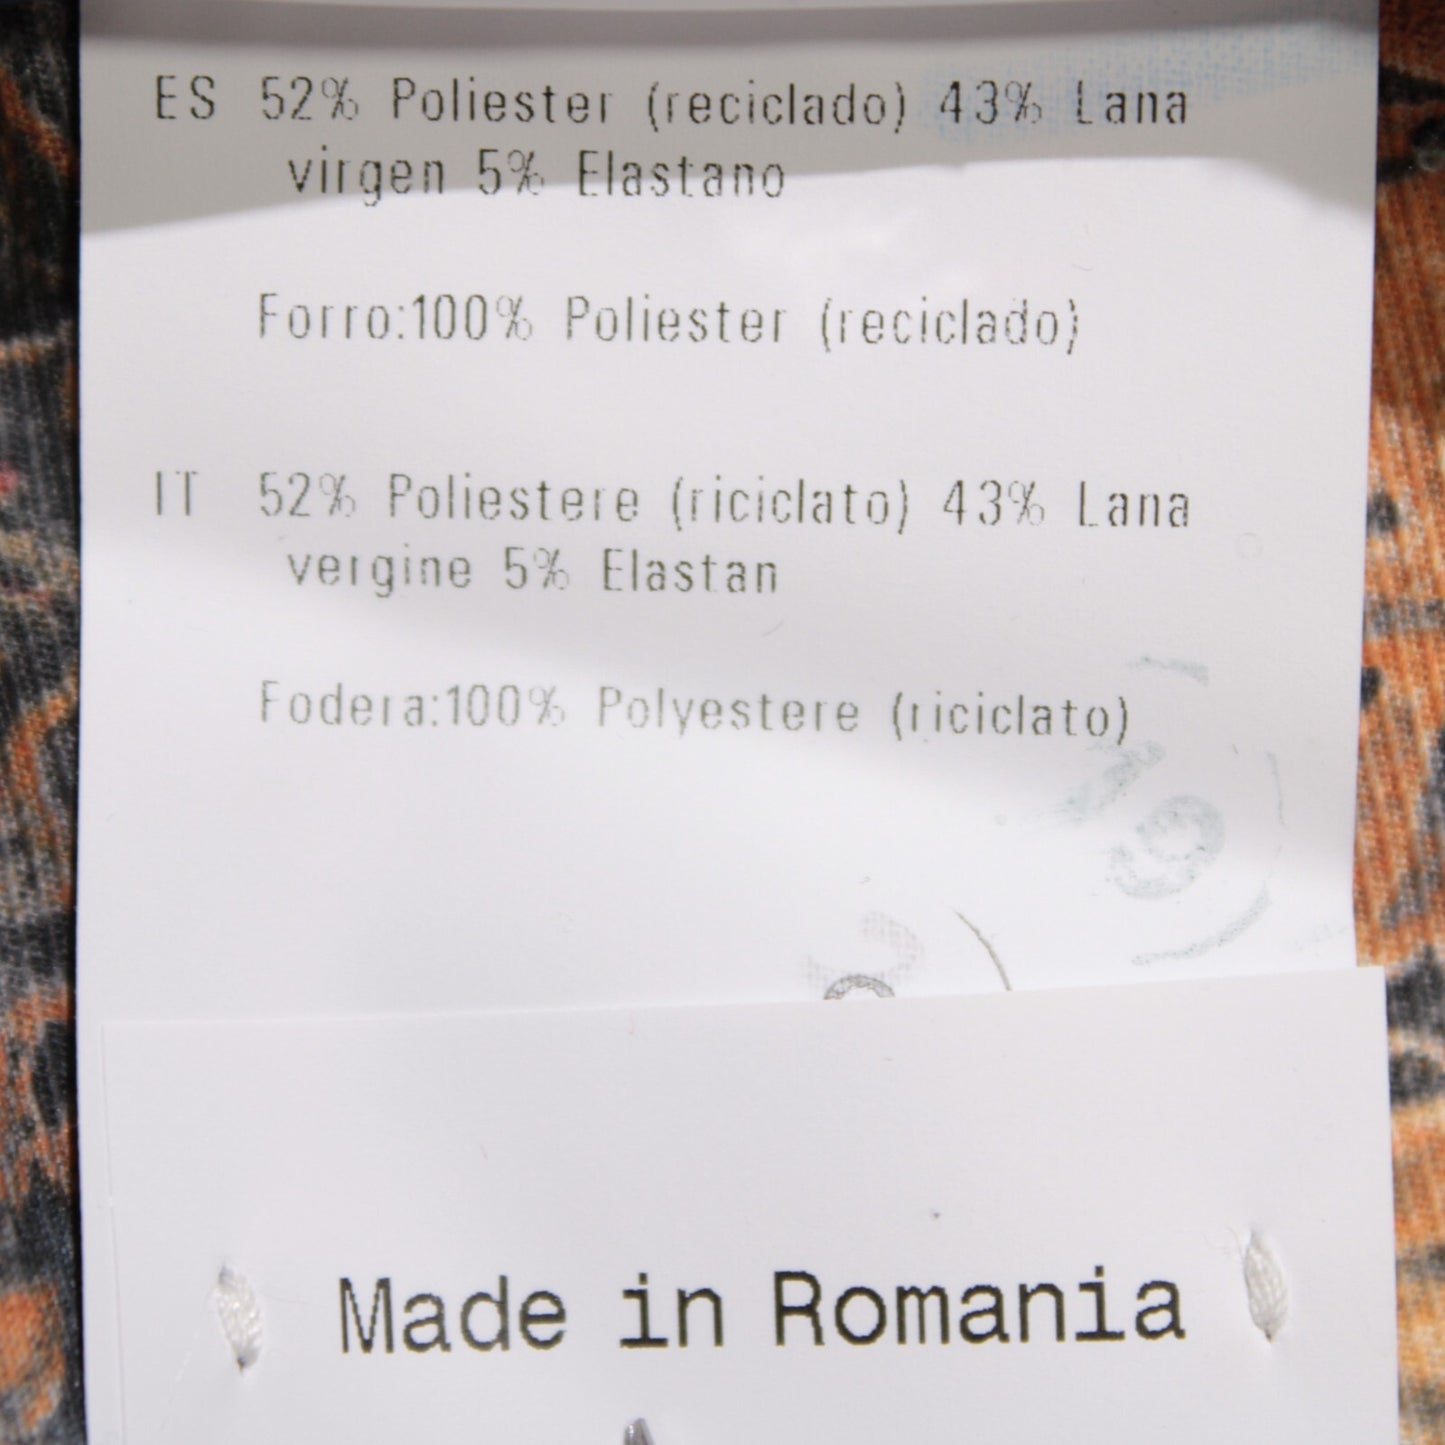 ES 52% Poliester (reciclado) 43% Lana
virgen 5% Elastano
Forro:100% Poliester (reciclado)
IT 52% Poliestere (riciclato) 43% Lana
vergine 5% Elastan
Fodera:100% Polyestere (riciclato)
Made in Romania